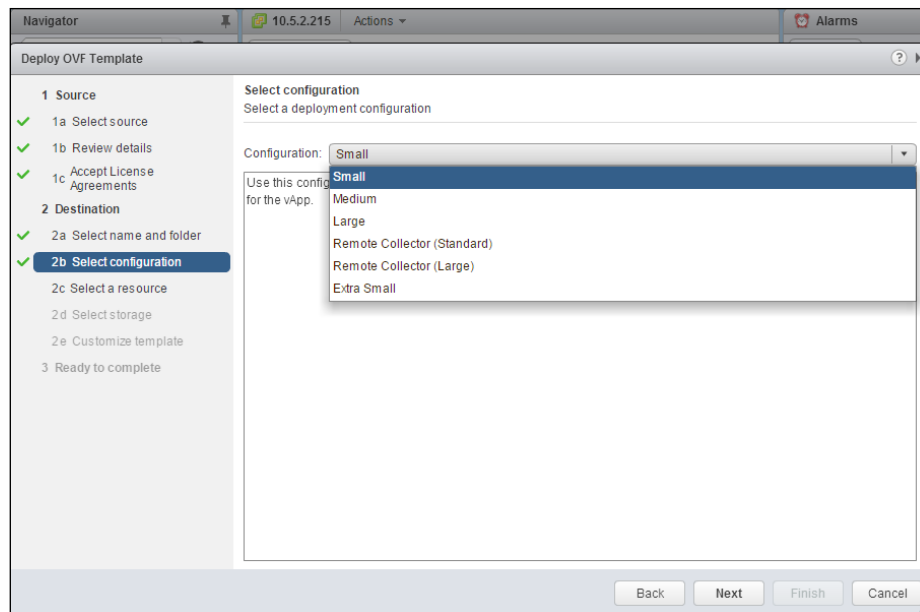 Navigator
10.5.2.215 Actions
Alarms
Deploy OVF Template
?
1 Source
1a Select source
1b Review details
1c Accept License
Agreements
2 Destination
2a Select name and folder
2b Select configuration
2c Select a resource
2d Select storage
2e Customize template
3 Ready to complete
Select configuration
Select a deployment configuration
Configuration: Small
Use this config
for the vApp.
Small
Medium
Large
Remote Collector (Standard)
Remote Collector (Large)
Extra Small
Back Next Finish Cancel